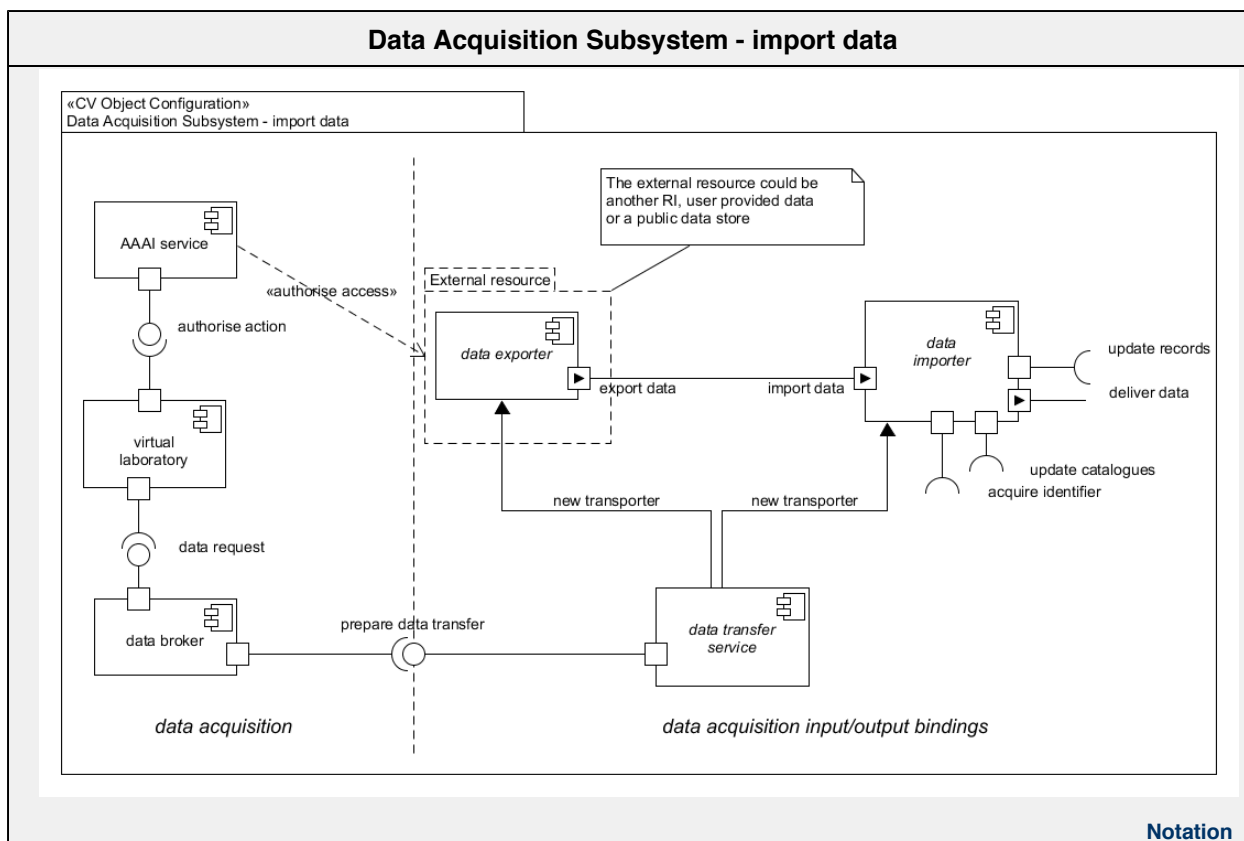 Data Acquisition Subsystem - import data
«CV Object Configuration»
Data Acquisition Subsystem - import data
The external resource could be
another RI, user provided data
or a public data store
AAAI service
«authorise access»
External resource
authorise action
data exporter
data
importer
update records
export data
import data
deliver data
virtual
laboratory
update catalogues
acquire identifier
new transporter
new transporter
data request
prepare data transfer
data broker
data transfer
service
data acquisition
data acquisition input/output bindings
Notation